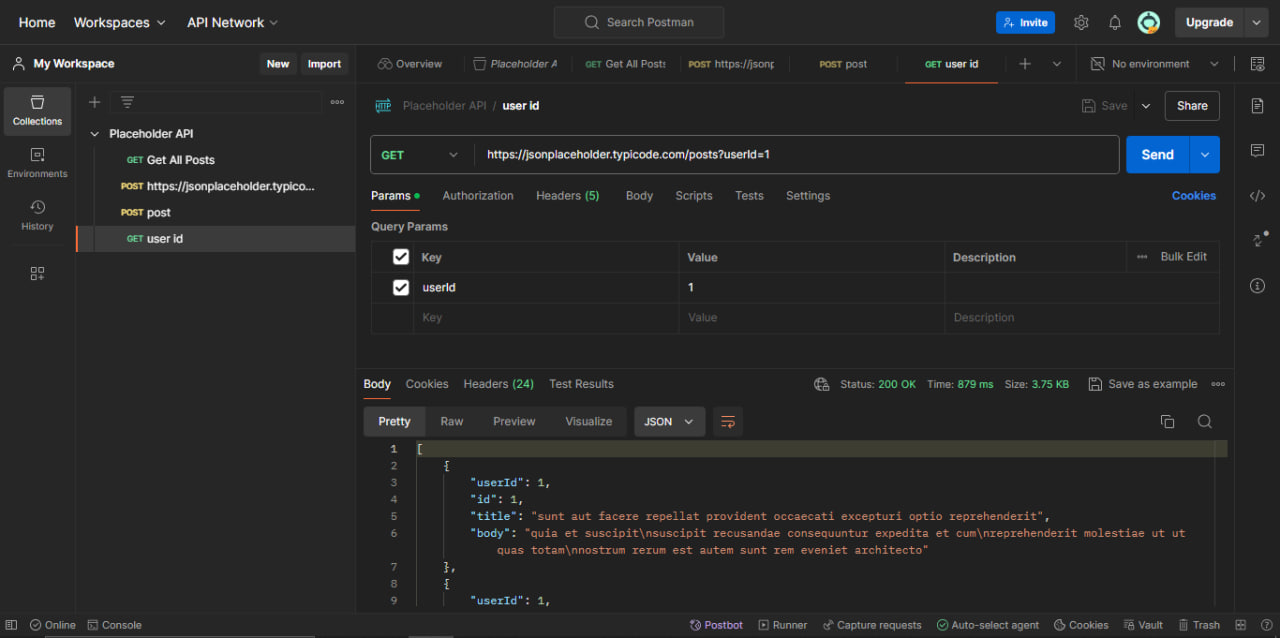 Home Workspaces API Network Search Postman Invite Upgrade
My Workspace New Import Overview Placeholder A GET Get All Posts POST https://jsonp POST post GET user id No environment
Collections
Environments
History
Placeholder API
GET Get All Posts
POST https://jsonplaceholder.typico...
POST post
GET user id
HTTP Placeholder API / user id Save Share
GET https://jsonplaceholder.typicode.com/posts?userId=1 Send
Params Authorization Headers (5) Body Scripts Tests Settings Cookies
Query Params
Key Value Description Bulk Edit
userId 1
Key Value Description
Body Cookies Headers (24) Test Results Status: 200 OK Time: 879 ms Size: 3.75 KB Save as example
Pretty Raw Preview Visualize JSON
1 [
2 {
3 "userId": 1,
4 "id": 1,
5 "title": "sunt aut facere repellat provident occaecati excepturi optio reprehenderit",
6 "body": "quia et suscipit\nsuscipit recusandae consequuntur expedita et cum\nreprehenderit molestiae ut ut
quas totam\nnostrum rerum est autem sunt rem eveniet architecto"
7 },
8 {
9 "userId": 1,
Online Console Postbot Runner Capture requests Auto-select agent Cookies Vault Trash